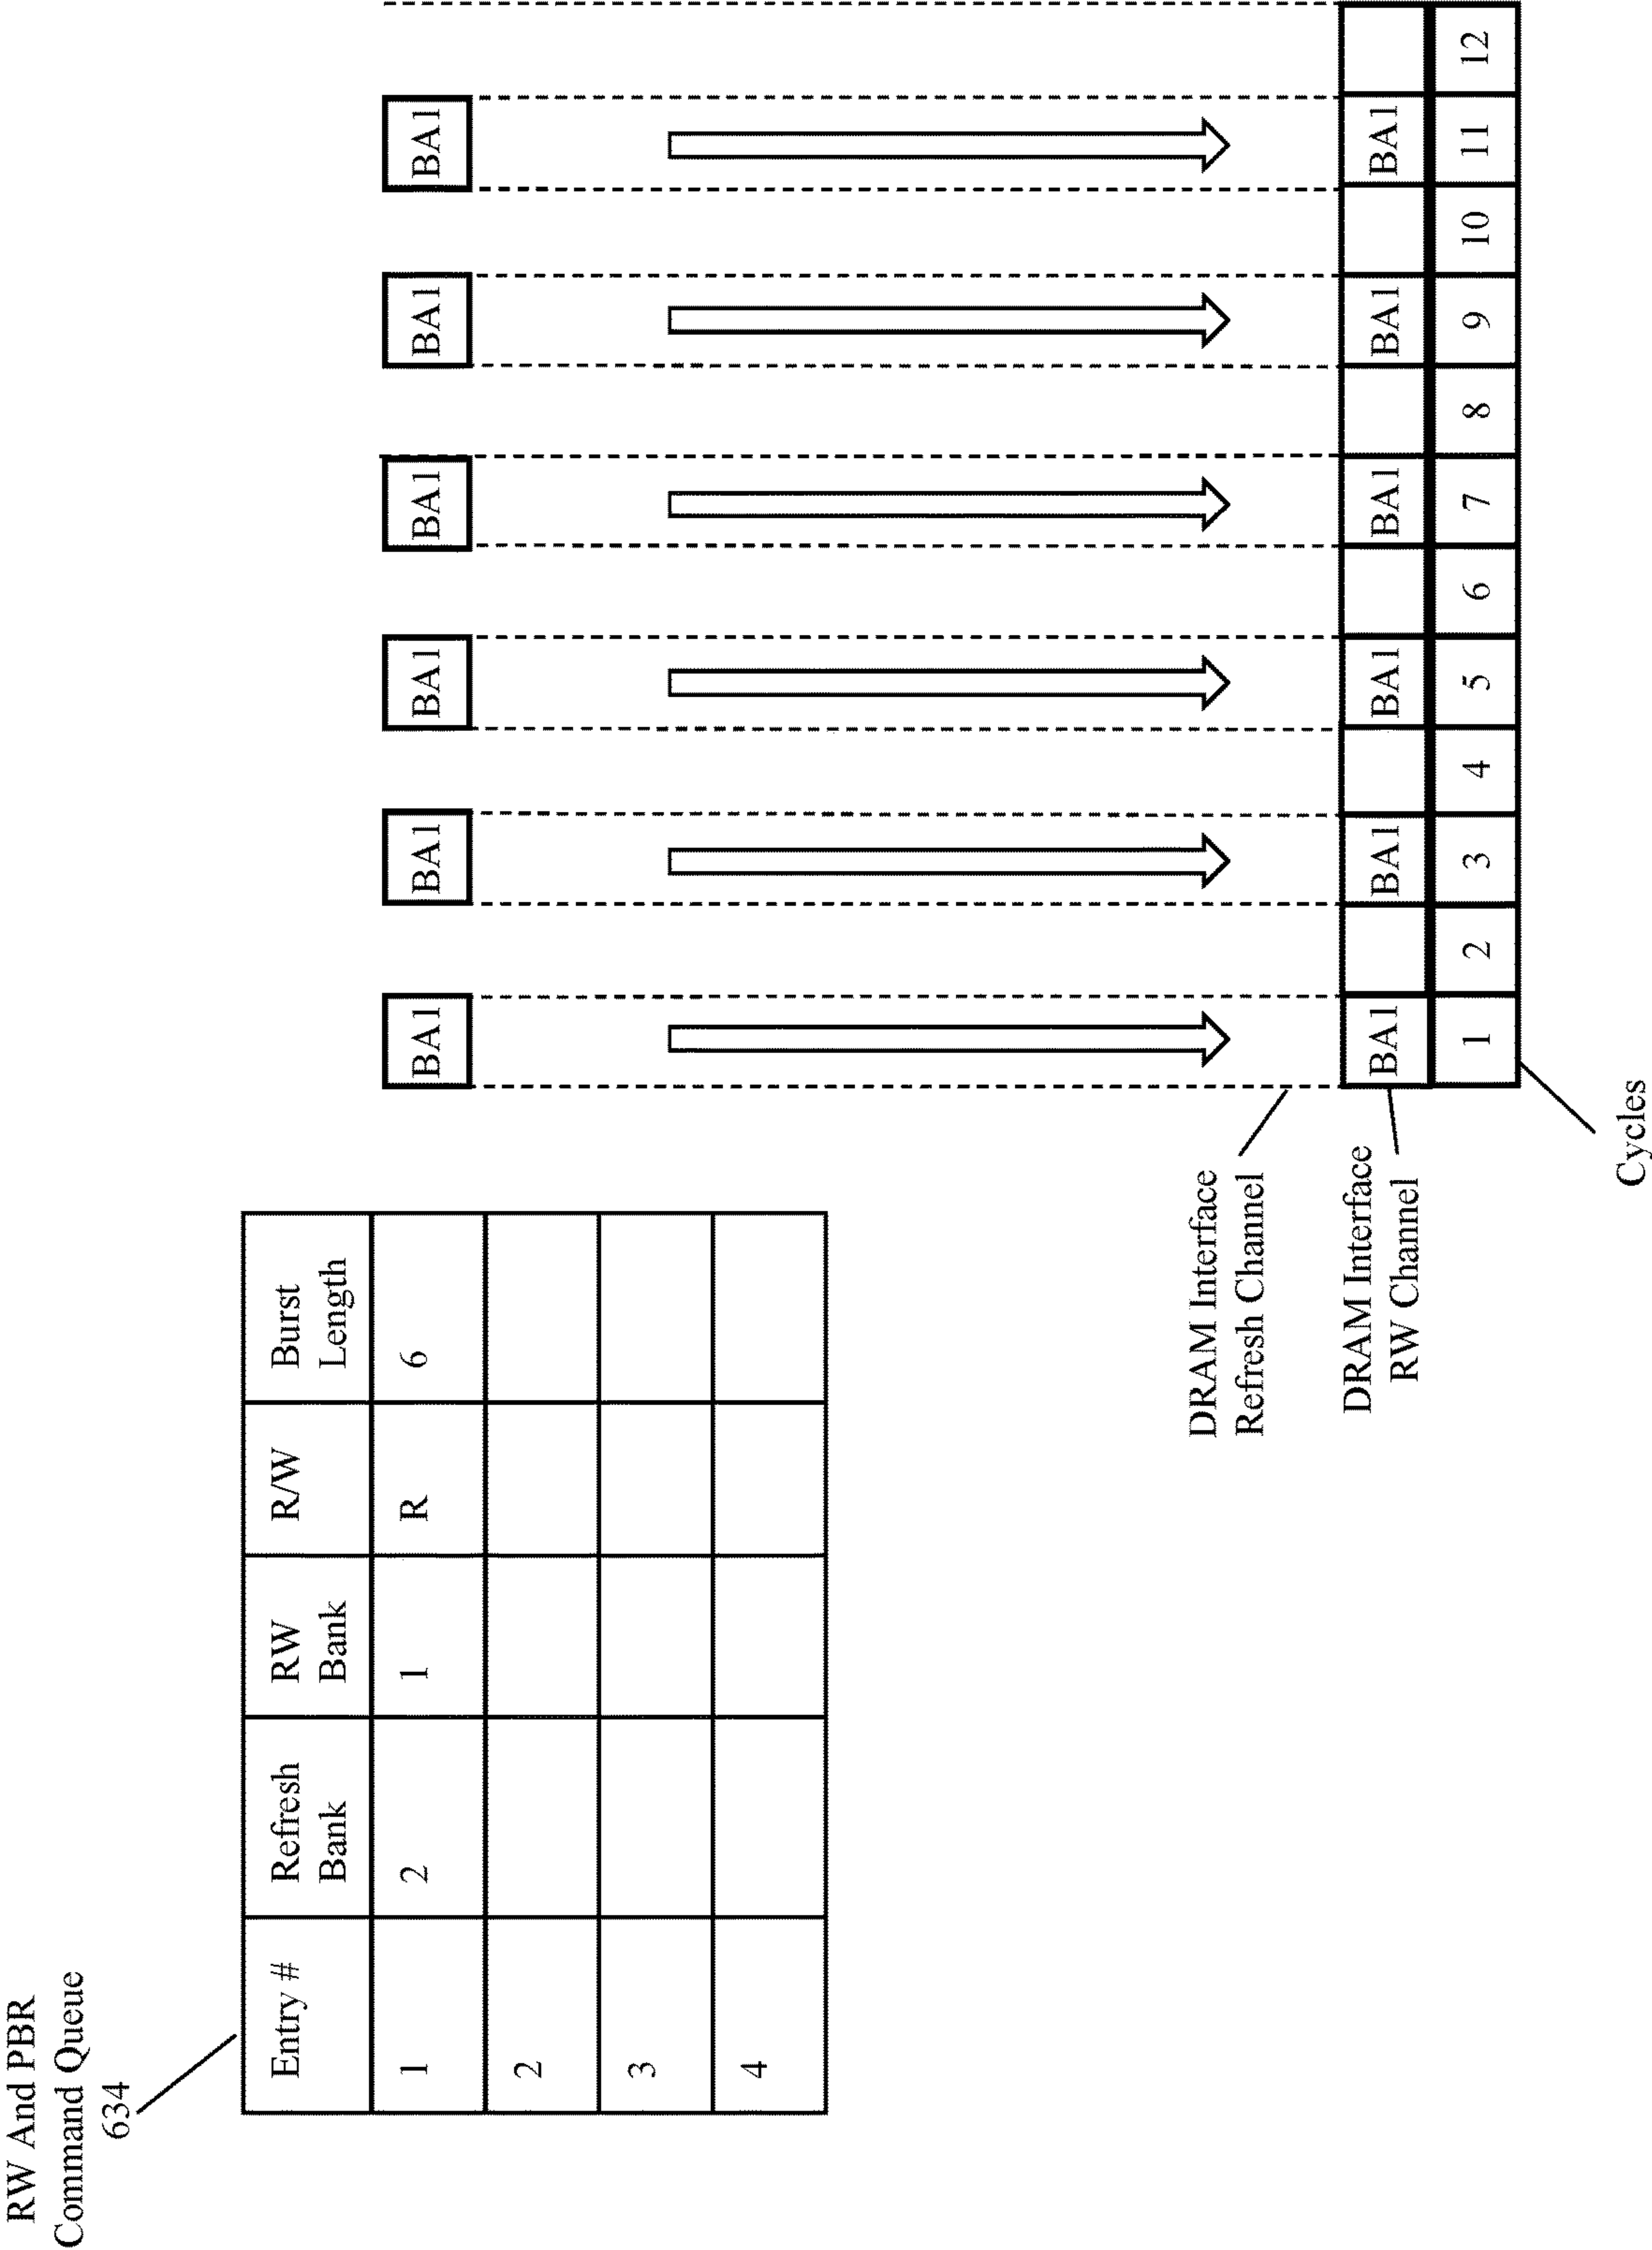 RW And PBR
Command Queue
634
Entry #
Refresh
Bank
RW
Bank
R/W
Burst
Length
1
2
1
R
6
2
3
4
BA1
BA1
BA1
BA1
BA1
BA1
DRAM Interface
Refresh Channel
DRAM Interface
RW Channel
BA1
BA1
BA1
BA1
BA1
BA1
1
2
3
4
5
6
7
8
9
10
11
12
Cycles